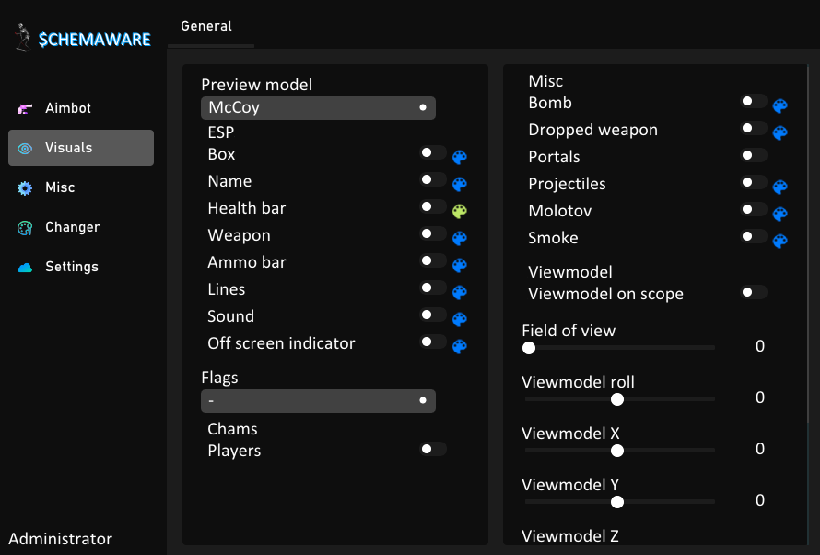 $CHEMAWARE
Aimbot
Visuals
Misc
Changer
Settings
Administrator
General
Preview model
McCoy
ESP
Box
Name
Health bar
Weapon
Ammo bar
Lines
Sound
Off screen indicator
Flags
-
Chams
Players
Misc
Bomb
Dropped weapon
Portals
Projectiles
Molotov
Smoke
Viewmodel
Viewmodel on scope
Field of view
0
Viewmodel roll
0
Viewmodel X
0
Viewmodel Y
0
Viewmodel Z